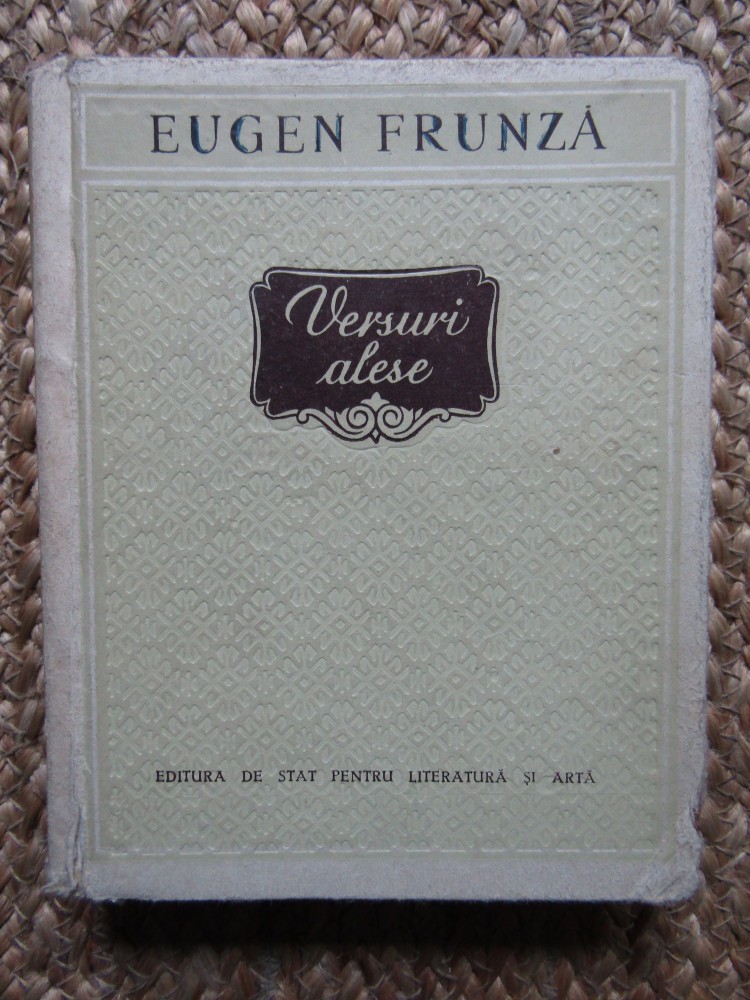 EUGEN FRUNZĂ
Versuri
alese
EDITURA DE STAT PENTRU LITERATURĂ ȘI ARTĂ